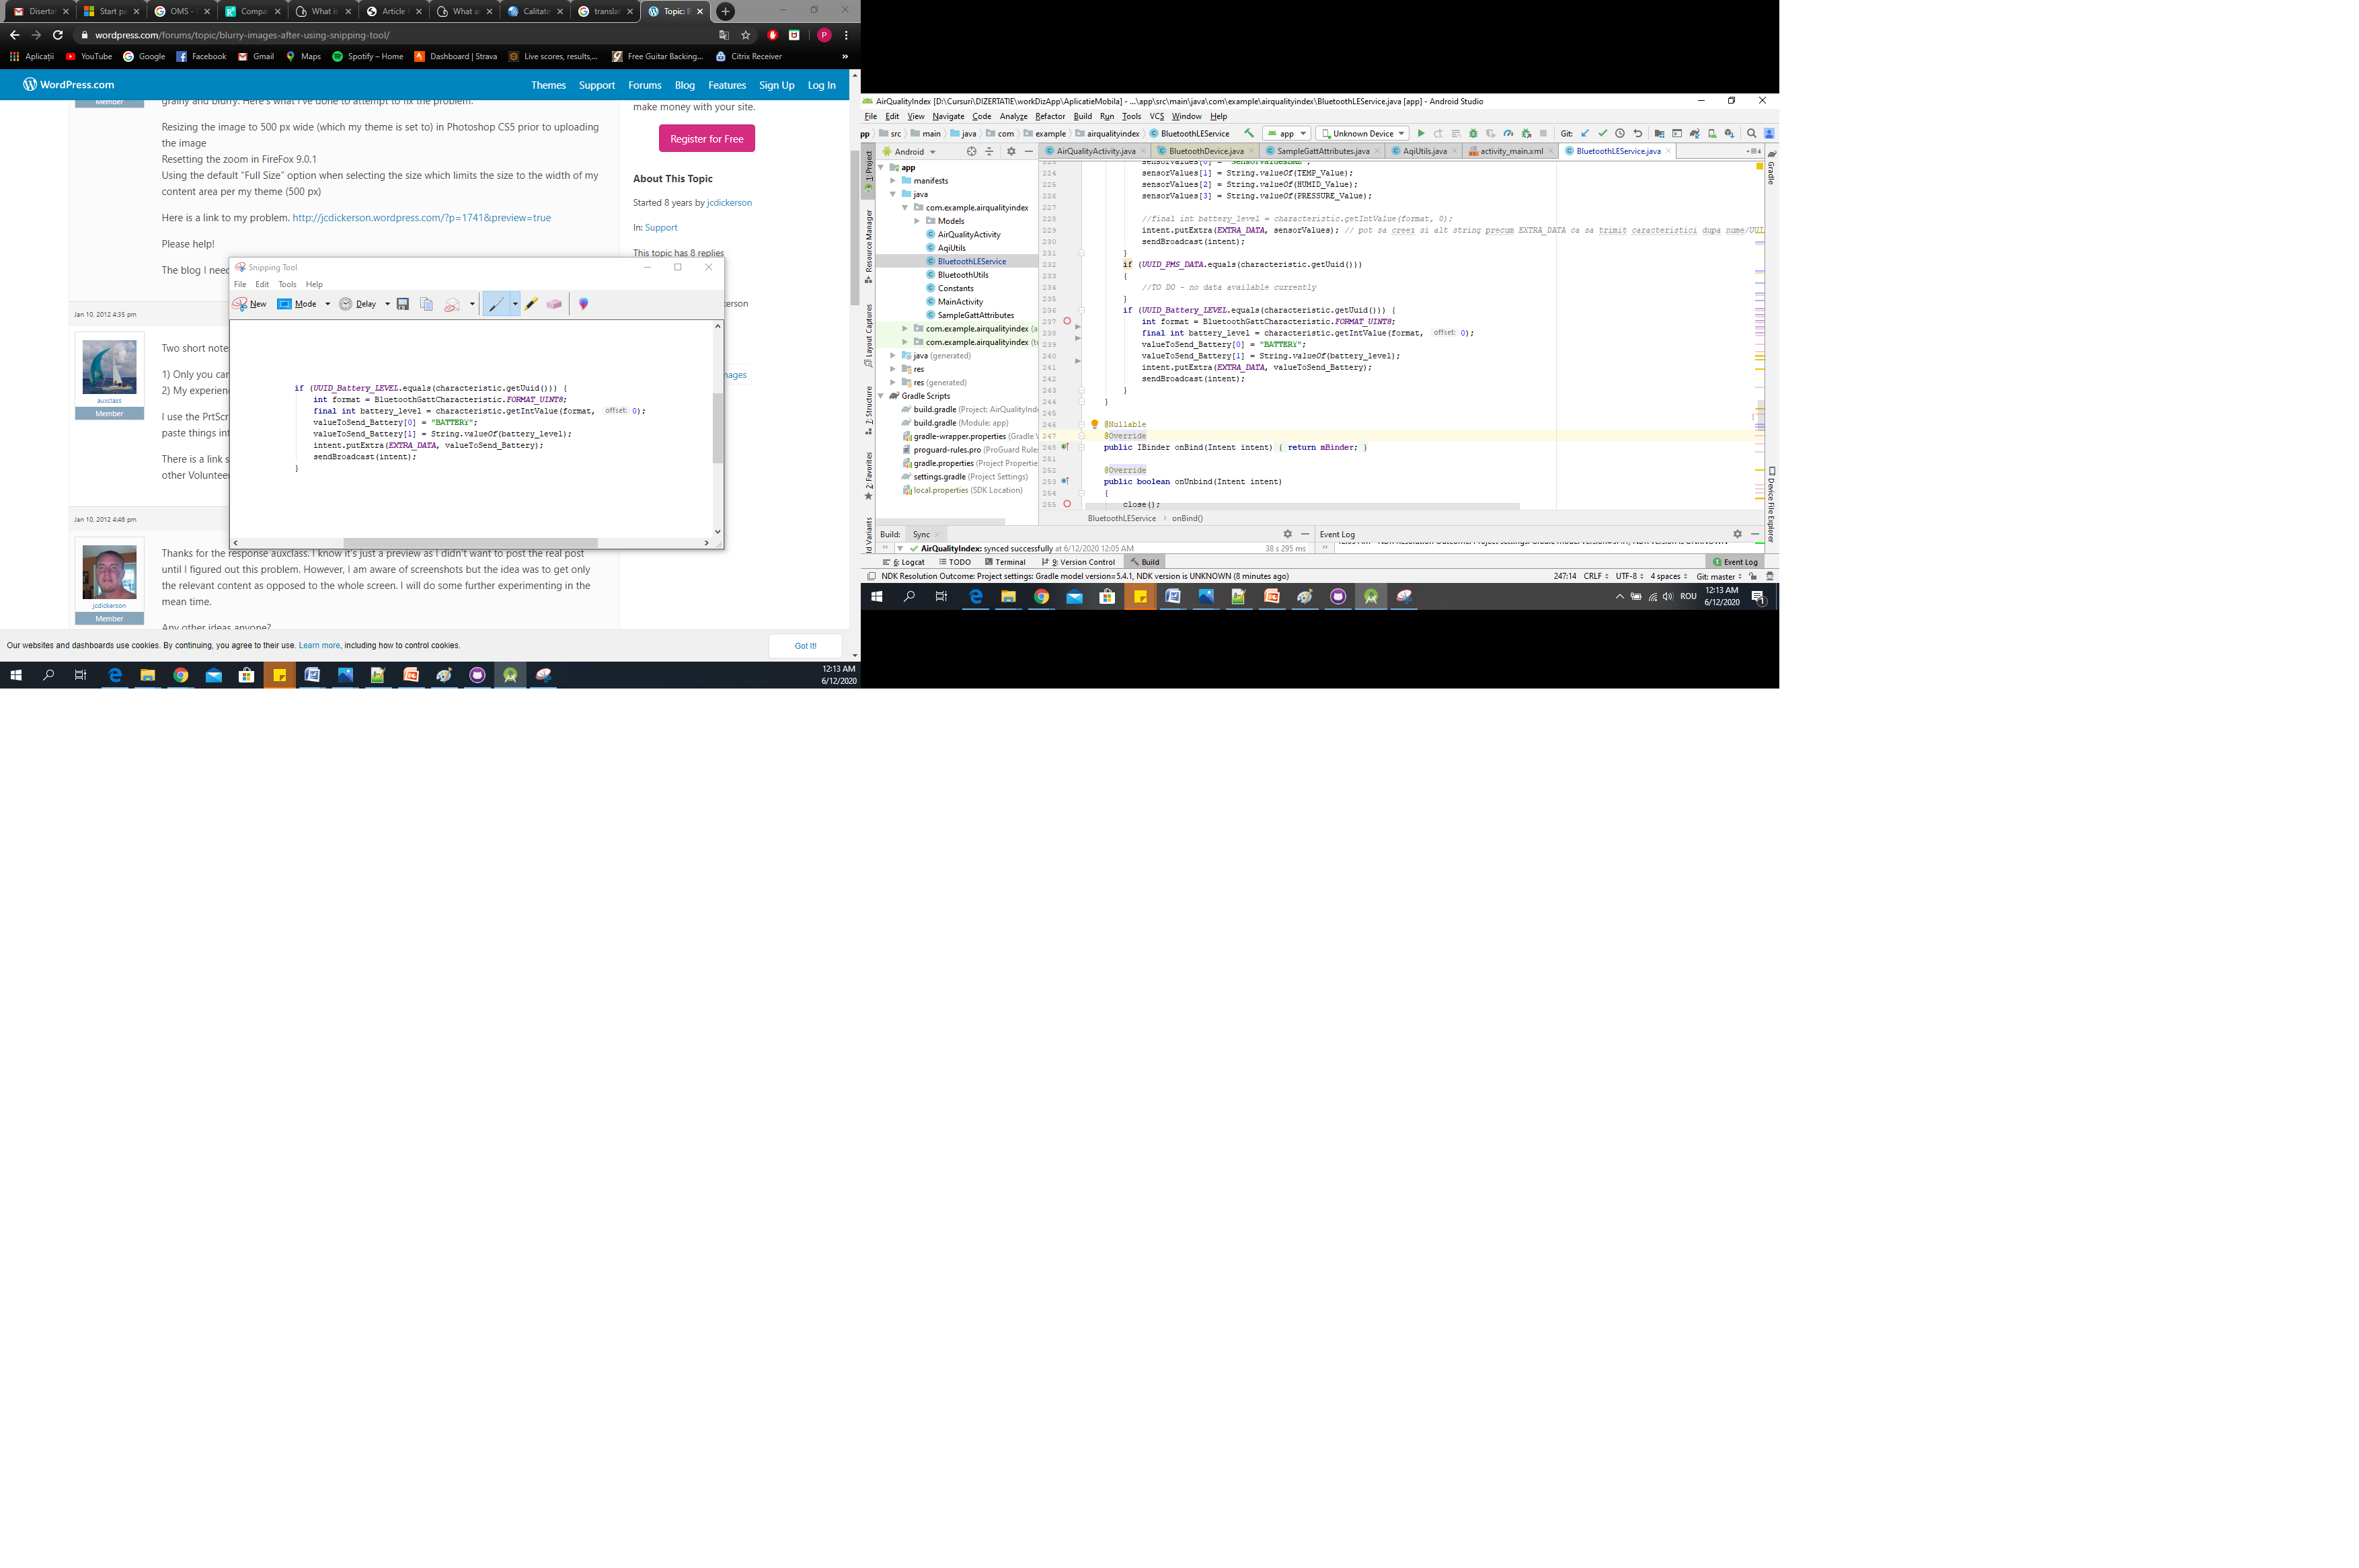 Disertat
Start pa
OMS -
Compa
What is
Article
What a
Calitate
translat
Topic: B
wordpress.com/forums/topic/blurry-images-after-using-snipping-tool/
P
Aplicații
YouTube
Google
Facebook
Gmail
Maps
Spotify – Home
Dashboard | Strava
Live scores, results,...
Free Guitar Backing...
Citrix Receiver
»
WordPress.com
Themes Support Forums Blog Features Sign Up Log In
Member
grainy and blurry. Here's what I've done to attempt to fix the problem.
Resizing the image to 500 px wide (which my theme is set to) in Photoshop CS5 prior to uploading
the image
Resetting the zoom in FireFox 9.0.1
Using the default "Full Size" option when selecting the size which limits the size to the width of my
content area per my theme (500 px)
Here is a link to my problem. http://jcdickerson.wordpress.com/?p=1741&preview=true
Please help!
The blog I need
make money with your site.
Register for Free
About This Topic
Started 8 years by jcdickerson
In: Support
This topic has 8 replies
kerson
mages
Jan 10, 2012 4:35 pm
auxclass
Member
Two short note
1) Only you can
2) My experien
I use the PrtScr
paste things int
There is a link s
other Voluntee
Snipping Tool
File Edit Tools Help
New Mode Delay
if (UUID_Battery_LEVEL.equals(characteristic.getUuid())) {
int format = BluetoothGattCharacteristic.FORMAT_UINT8;
final int battery_level = characteristic.getIntValue(format, offset: 0);
valueToSend_Battery[0] = "BATTERY";
valueToSend_Battery[1] = String.valueOf(battery_level);
intent.putExtra(EXTRA_DATA, valueToSend_Battery);
sendBroadcast(intent);
}
Jan 10, 2012 4:46 pm
jcdickerson
Member
Thanks for the response auxclass. I know it's just a preview as I didn't want to post the real post
until I figured out this problem. However, I am aware of screenshots but the idea was to get only
the relevant content as opposed to the whole screen. I will do some further experimenting in the
mean time.
Any other ideas anyone?
Our websites and dashboards use cookies. By continuing, you agree to their use. Learn more, including how to control cookies.
Got It!
12:13 AM
6/12/2020
AirQualityIndex [D:\Cursuri\DIZERTATIE\workDizApp\AplicatieMobila] - ...\app\src\main\java\com\example\airqualityindex\BluetoothLEService.java [app] - Android Studio
File Edit View Navigate Code Analyze Refactor Build Run Tools VCS Window Help
pp src main java com example airqualityindex BluetoothLEService
app
Unknown Device
Git:
Android
AirQualityActivity.java
BluetoothDevice.java
SampleGattAttributes.java
AqiUtils.java
activity_main.xml
BluetoothLEService.java
1: Project
Resource Manager
Layout Captures
7: Structure
2: Favorites
d Variants
Gradle
Device File Explorer
app
manifests
java
com.example.airqualityindex
Models
AirQualityActivity
AqiUtils
BluetoothLEService
BluetoothUtils
Constants
MainActivity
SampleGattAttributes
com.example.airqualityindex (a
com.example.airqualityindex (te
java (generated)
res
res (generated)
Gradle Scripts
build.gradle (Project: AirQualityInde
build.gradle (Module: app)
gradle-wrapper.properties (Gradle V
proguard-rules.pro (ProGuard Rules
gradle.properties (Project Propertie
settings.gradle (Project Settings)
local.properties (SDK Location)
224 sensorValues[1] = String.valueOf(TEMP_Value);
225 sensorValues[2] = String.valueOf(HUMID_Value);
226 sensorValues[3] = String.valueOf(PRESSURE_Value);
227
228 //final int battery_level = characteristic.getIntValue(format, 0);
229 intent.putExtra(EXTRA_DATA, sensorValues); // pot sa creez si alt string precum EXTRA_DATA ca sa trimit caracteristici dupa nume/UUI
230 sendBroadcast(intent);
231 }
232 if (UUID_PMS_DATA.equals(characteristic.getUuid()))
233 {
234 //TO DO - no data available currently
235 }
236 if (UUID_Battery_LEVEL.equals(characteristic.getUuid())) {
237 int format = BluetoothGattCharacteristic.FORMAT_UINT8;
238 final int battery_level = characteristic.getIntValue(format, offset: 0);
239 valueToSend_Battery[0] = "BATTERY";
240 valueToSend_Battery[1] = String.valueOf(battery_level);
241 intent.putExtra(EXTRA_DATA, valueToSend_Battery);
242 sendBroadcast(intent);
243 }
244 }
245
246 @Nullable
247 @Override
248 public IBinder onBind(Intent intent) { return mBinder; }
251
252 @Override
253 public boolean onUnbind(Intent intent)
254 {
255 close();
BluetoothLEService › onBind()
Build: Sync
Event Log
AirQualityIndex: synced successfully at 6/12/2020 12:05 AM
38 s 295 ms
6: Logcat TODO Terminal 9: Version Control Build
1 Event Log
NDK Resolution Outcome: Project settings: Gradle model version=5.4.1, NDK version is UNKNOWN (8 minutes ago)
247:14 CRLF UTF-8 4 spaces Git: master
ROU
12:13 AM
6/12/2020
1